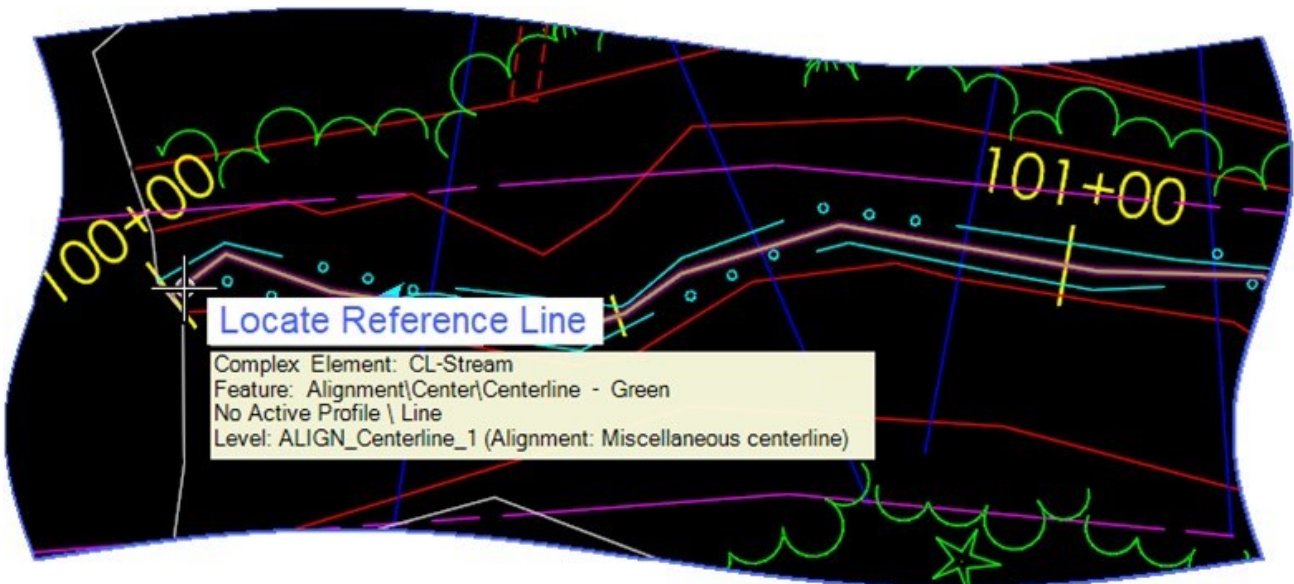 100+00
101+00
Locate Reference Line
Complex Element: CL-Stream
Feature: Alignment\Center\Centerline - Green
No Active Profile \ Line
Level: ALIGN_Centerline_1 (Alignment: Miscellaneous centerline)